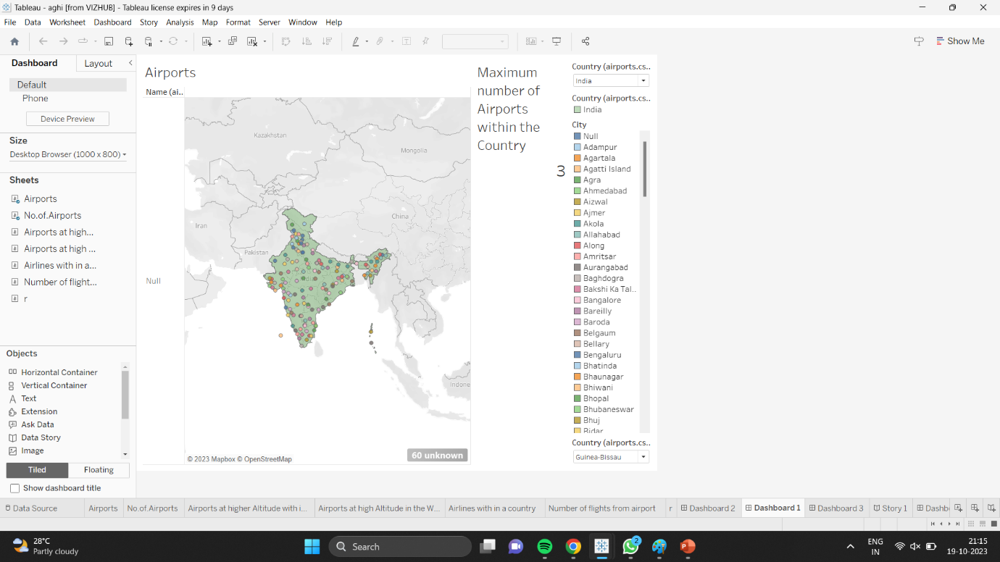 Tableau - aghi [from VIZHUB] - Tableau license expires in 9 days
File Data Worksheet Dashboard Story Analysis Map Format Server Window Help
Show Me
Dashboard Layout
Default
Phone
Device Preview
Size
Desktop Browser (1000 x 800)
Sheets
Airports
No.of.Airports
Airports at high...
Airports at high ...
Airlines with in a...
Number of flight...
r
Objects
Horizontal Container
Vertical Container
Text
Extension
Ask Data
Data Story
Image
Tiled Floating
Show dashboard title
Airports
Name (ai..
Null
Kazakhstan
Mongolia
China
Iran
Pakistan
Indone
60 unknown
© 2023 Mapbox © OpenStreetMap
Maximum
number of
Airports
within the
Country
3
Country (airports.cs..
India
Country (airports.cs..
India
City
Null
Adampur
Agartala
Agatti Island
Agra
Ahmedabad
Aizwal
Ajmer
Akola
Allahabad
Along
Amritsar
Aurangabad
Baghdogra
Bakshi Ka Tal..
Bangalore
Bareilly
Baroda
Belgaum
Bellary
Bengaluru
Bhatinda
Bhaunagar
Bhiwani
Bhopal
Bhubaneswar
Bhuj
Bidar
Country (airports.cs..
Guinea-Bissau
Data Source Airports No.of.Airports Airports at higher Altitude with i... Airports at high Altitude in the W... Airlines with in a country Number of flights from airport r Dashboard 2 Dashboard 1 Dashboard 3 Story 1 Dashb
28°C
Partly cloudy
Search
2
ENG
IN
21:15
19-10-2023